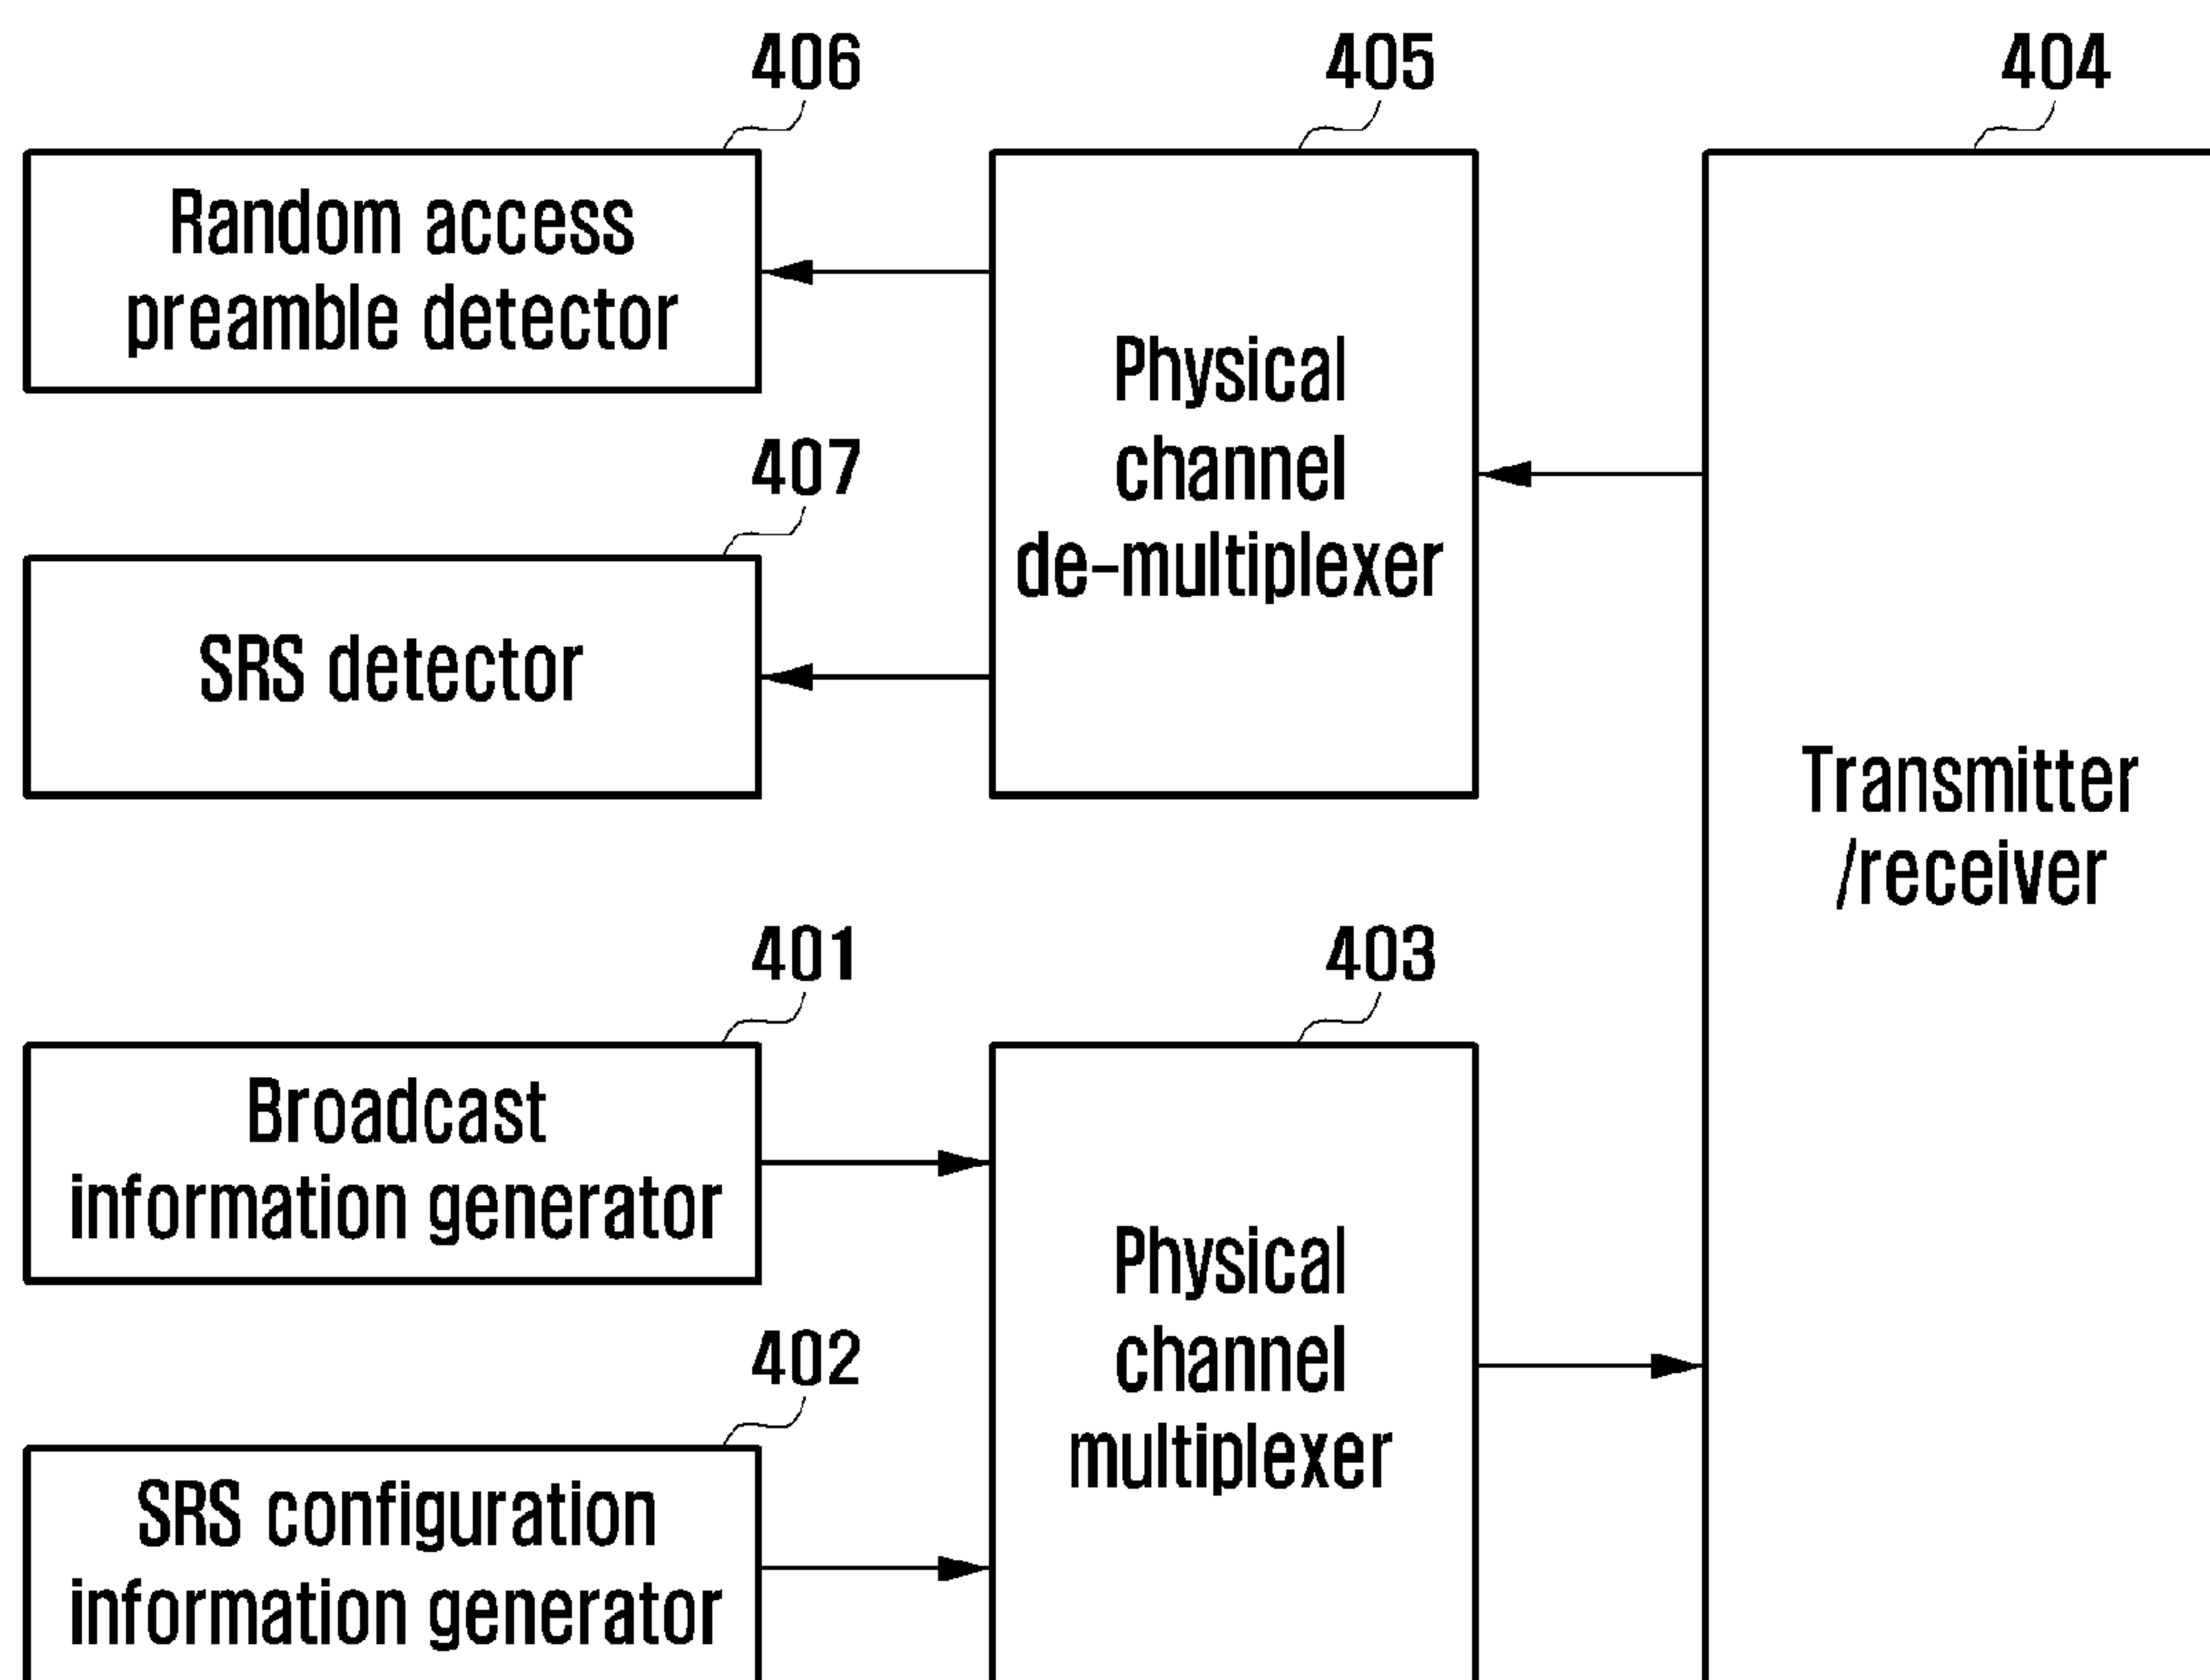 406
405
404
Random access
preamble detector
Physical
channel
de-multiplexer
407
SRS detector
Transmitter
/receiver
401
403
Broadcast
information generator
Physical
channel
multiplexer
402
SRS configuration
information generator